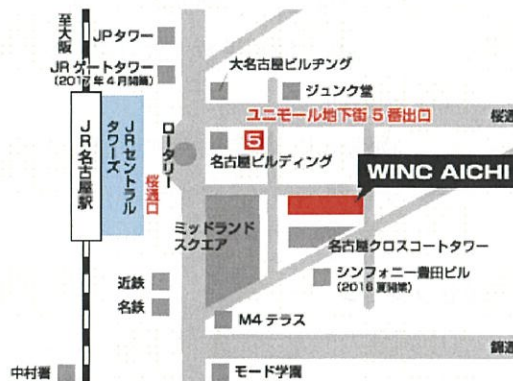 至大阪
JPタワー
JRゲートタワー
(2017年4月開業)
大名古屋ビルヂング
ジュンク堂
ユニモール地下街5番出口
桜通
5
名古屋ビルディング
JR名古屋駅
JRセントラル
タワーズ
桜通口
ロータリー
WINC AICHI
ミッドランド
スクエア
名古屋クロスコートタワー
シンフォニー豊田ビル
(2016夏開業)
近鉄
名鉄
M4テラス
錦通
中村署
モード学園